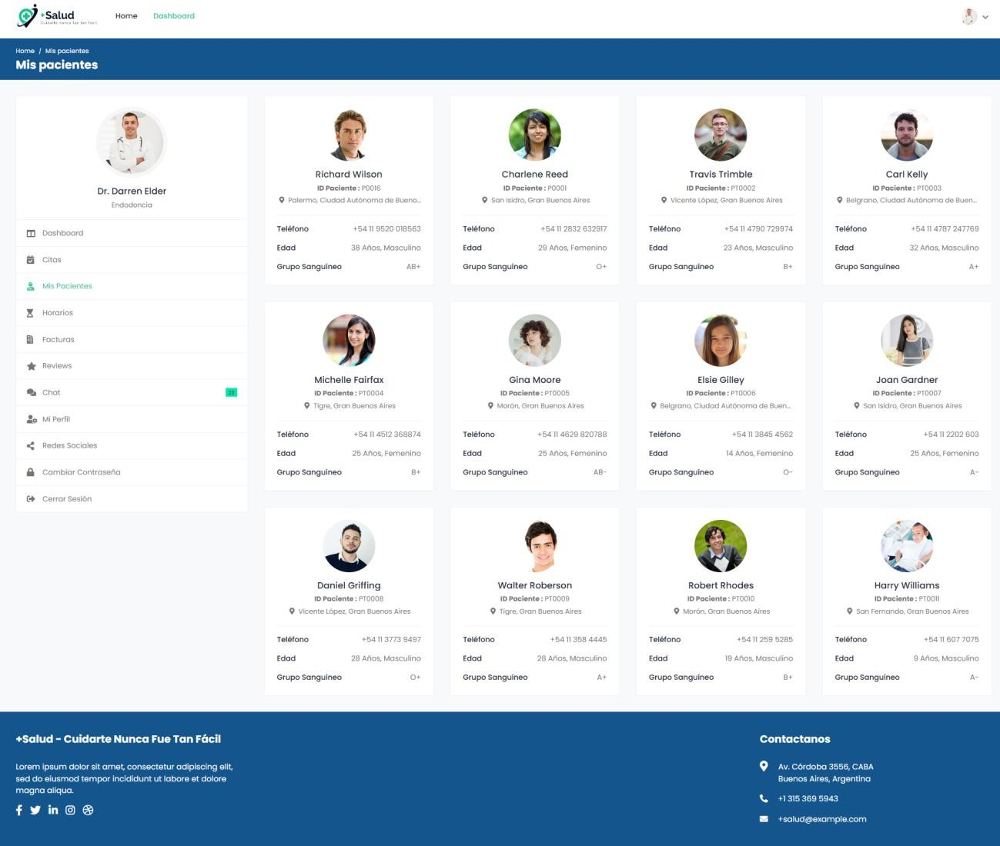 +Salud
Cuidarte nunca fue tan fácil
Home
Dashboard
Home / Mis pacientes
Mis pacientes
Dr. Darren Elder
Endodoncia
Dashboard
Citas
Mis Pacientes
Horarios
Facturas
Reviews
Chat
23
Mi Perfil
Redes Sociales
Cambiar Contraseña
Cerrar Sesión
Richard Wilson
ID Paciente : P0016
Palermo, Ciudad Autónoma de Bueno...
Teléfono +54 11 9520 018563
Edad 38 Años, Masculino
Grupo Sanguíneo AB+
Charlene Reed
ID Paciente : P0001
San Isidro, Gran Buenos Aires
Teléfono +54 11 2832 632917
Edad 29 Años, Femenino
Grupo Sanguíneo O+
Travis Trimble
ID Paciente : PT0002
Vicente López, Gran Buenos Aires
Teléfono +54 11 4790 729974
Edad 23 Años, Masculino
Grupo Sanguíneo B+
Carl Kelly
ID Paciente : PT0003
Belgrano, Ciudad Autónoma de Buen...
Teléfono +54 11 4787 247769
Edad 32 Años, Masculino
Grupo Sanguíneo A+
Michelle Fairfax
ID Paciente : PT0004
Tigre, Gran Buenos Aires
Teléfono +54 11 4512 368874
Edad 25 Años, Femenino
Grupo Sanguíneo B+
Gina Moore
ID Paciente : PT0005
Morón, Gran Buenos Aires
Teléfono +54 11 4629 820788
Edad 25 Años, Femenino
Grupo Sanguíneo AB-
Elsie Gilley
ID Paciente : PT0006
Belgrano, Ciudad Autónoma de Buen...
Teléfono +54 11 3845 4562
Edad 14 Años, Femenino
Grupo Sanguíneo O-
Joan Gardner
ID Paciente : PT0007
San Isidro, Gran Buenos Aires
Teléfono +54 11 2202 603
Edad 25 Años, Femenino
Grupo Sanguíneo A-
Daniel Griffing
ID Paciente : PT0008
Vicente López, Gran Buenos Aires
Teléfono +54 11 3773 9497
Edad 28 Años, Masculino
Grupo Sanguíneo O+
Walter Roberson
ID Paciente : PT0009
Tigre, Gran Buenos Aires
Teléfono +54 11 358 4445
Edad 28 Años, Masculino
Grupo Sanguíneo A+
Robert Rhodes
ID Paciente : PT0010
Morón, Gran Buenos Aires
Teléfono +54 11 259 5285
Edad 19 Años, Masculino
Grupo Sanguíneo B+
Harry Williams
ID Paciente : PT0011
San Fernando, Gran Buenos Aires
Teléfono +54 11 607 7075
Edad 9 Años, Masculino
Grupo Sanguíneo A-
+Salud - Cuidarte Nunca Fue Tan Fácil
Lorem ipsum dolor sit amet, consectetur adipiscing elit,
sed do eiusmod tempor incididunt ut labore et dolore
magna aliqua.
Contactanos
Av. Córdoba 3556, CABA
Buenos Aires, Argentina
+1 315 369 5943
+salud@example.com